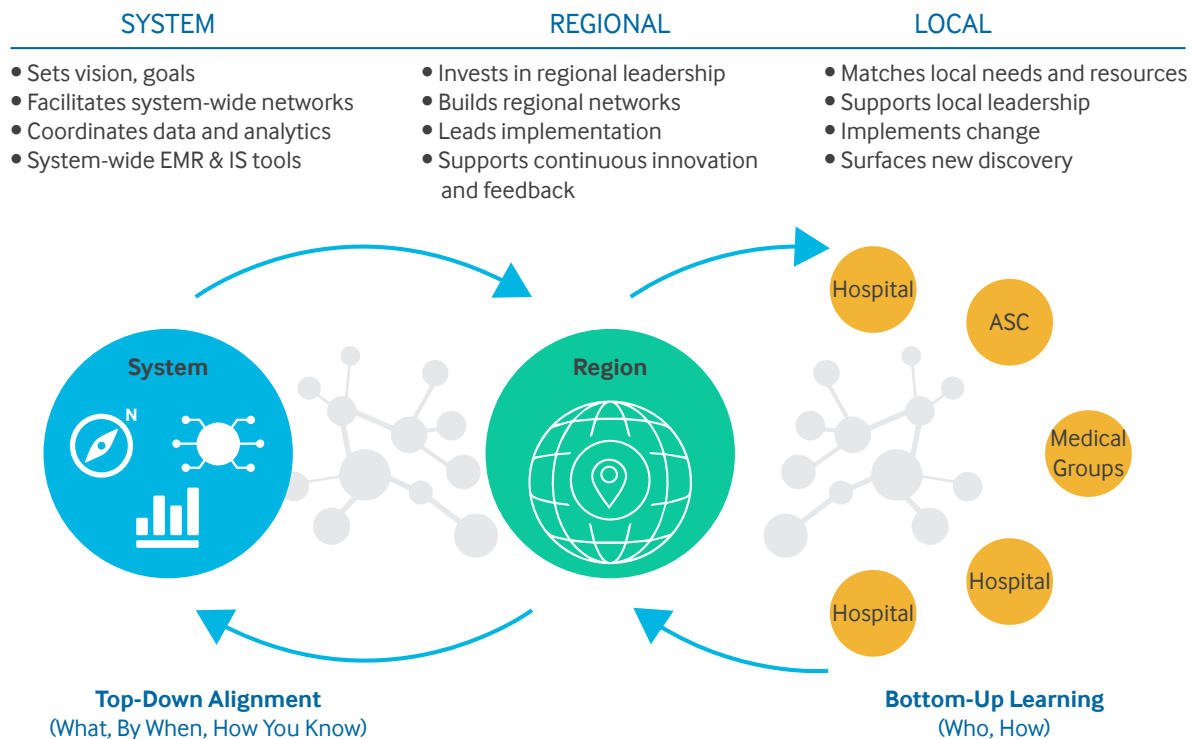 SYSTEM
• Sets vision, goals
• Facilitates system-wide networks
• Coordinates data and analytics
• System-wide EMR & IS tools
REGIONAL
• Invests in regional leadership
• Builds regional networks
• Leads implementation
• Supports continuous innovation
and feedback
LOCAL
• Matches local needs and resources
• Supports local leadership
• Implements change
• Surfaces new discovery
System
N
Region
Hospital
ASC
Medical
Groups
Hospital
Hospital
Top-Down Alignment
(What, By When, How You Know)
Bottom-Up Learning
(Who, How)